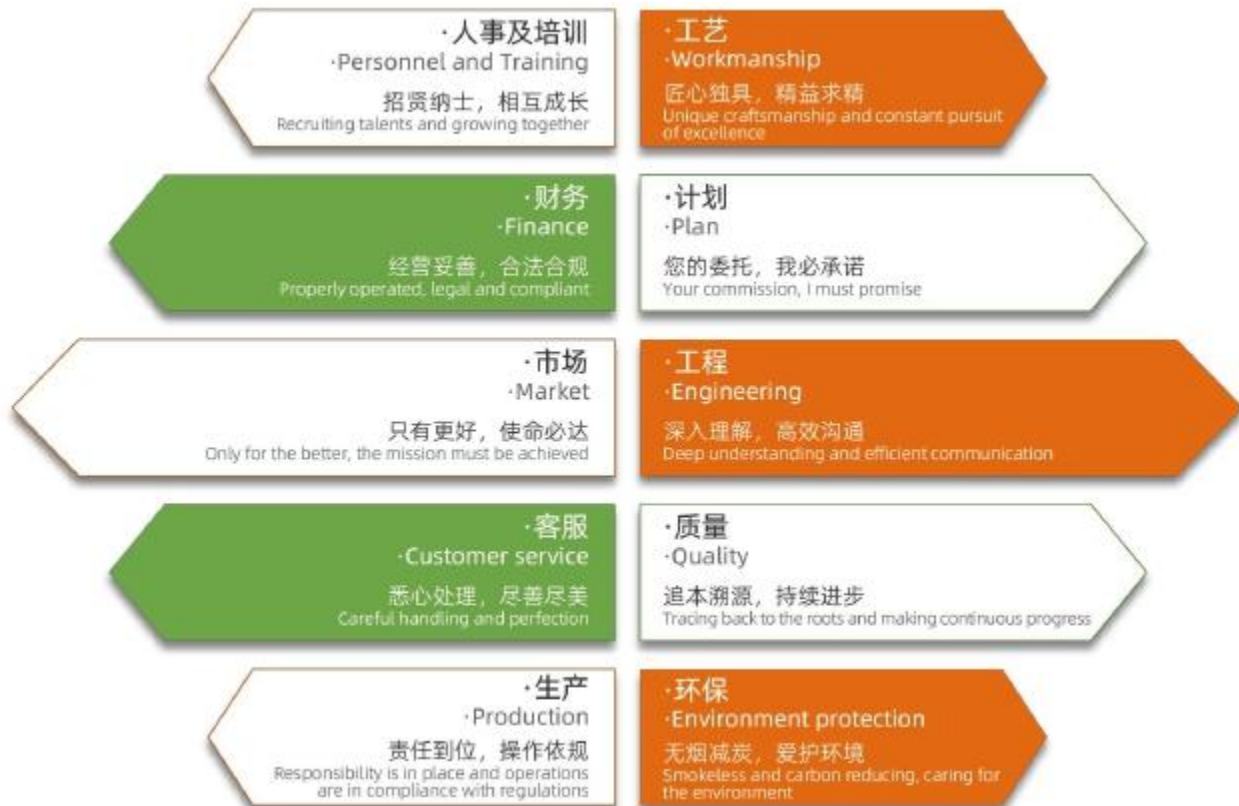 ·人事及培训
·Personnel and Training
招贤纳士，相互成长
Recruiting talents and growing together
·工艺
·Workmanship
匠心独具，精益求精
Unique craftsmanship and constant pursuit
of excellence
·财务
·Finance
经营妥善，合法合规
Properly operated, legal and compliant
·计划
·Plan
您的委托，我必承诺
Your commission, I must promise
·市场
·Market
只有更好，使命必达
Only for the better, the mission must be achieved
·工程
·Engineering
深入理解，高效沟通
Deep understanding and efficient communication
·客服
·Customer service
悉心处理，尽善尽美
Careful handling and perfection
·质量
·Quality
追本溯源，持续进步
Tracing back to the roots and making continuous progress
·生产
·Production
责任到位，操作依规
Responsibility is in place and operations
are in compliance with regulations
·环保
·Environment protection
无烟减炭，爱护环境
Smokeless and carbon reducing, caring for
the environment